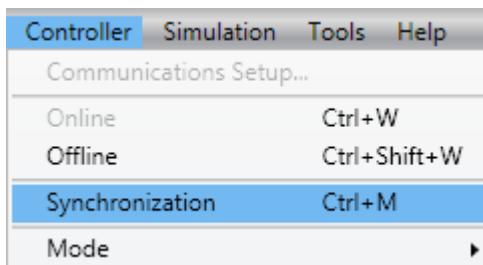 Controller Simulation Tools Help
Communications Setup...
Online Ctrl+W
Offline Ctrl+Shift+W
Synchronization Ctrl+M
Mode